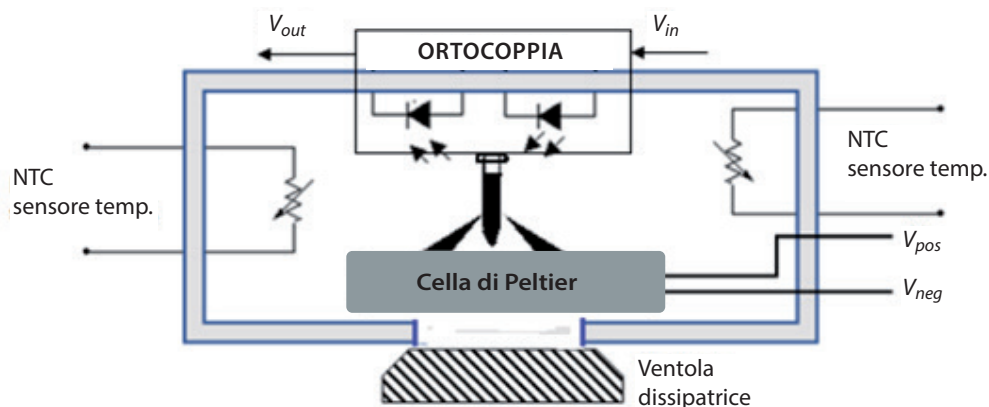 V_out
V_in
ORTOCOPPIA
NTC
sensore temp.
NTC
sensore temp.
V_pos
Cella di Peltier
V_neg
Ventola
dissipatrice